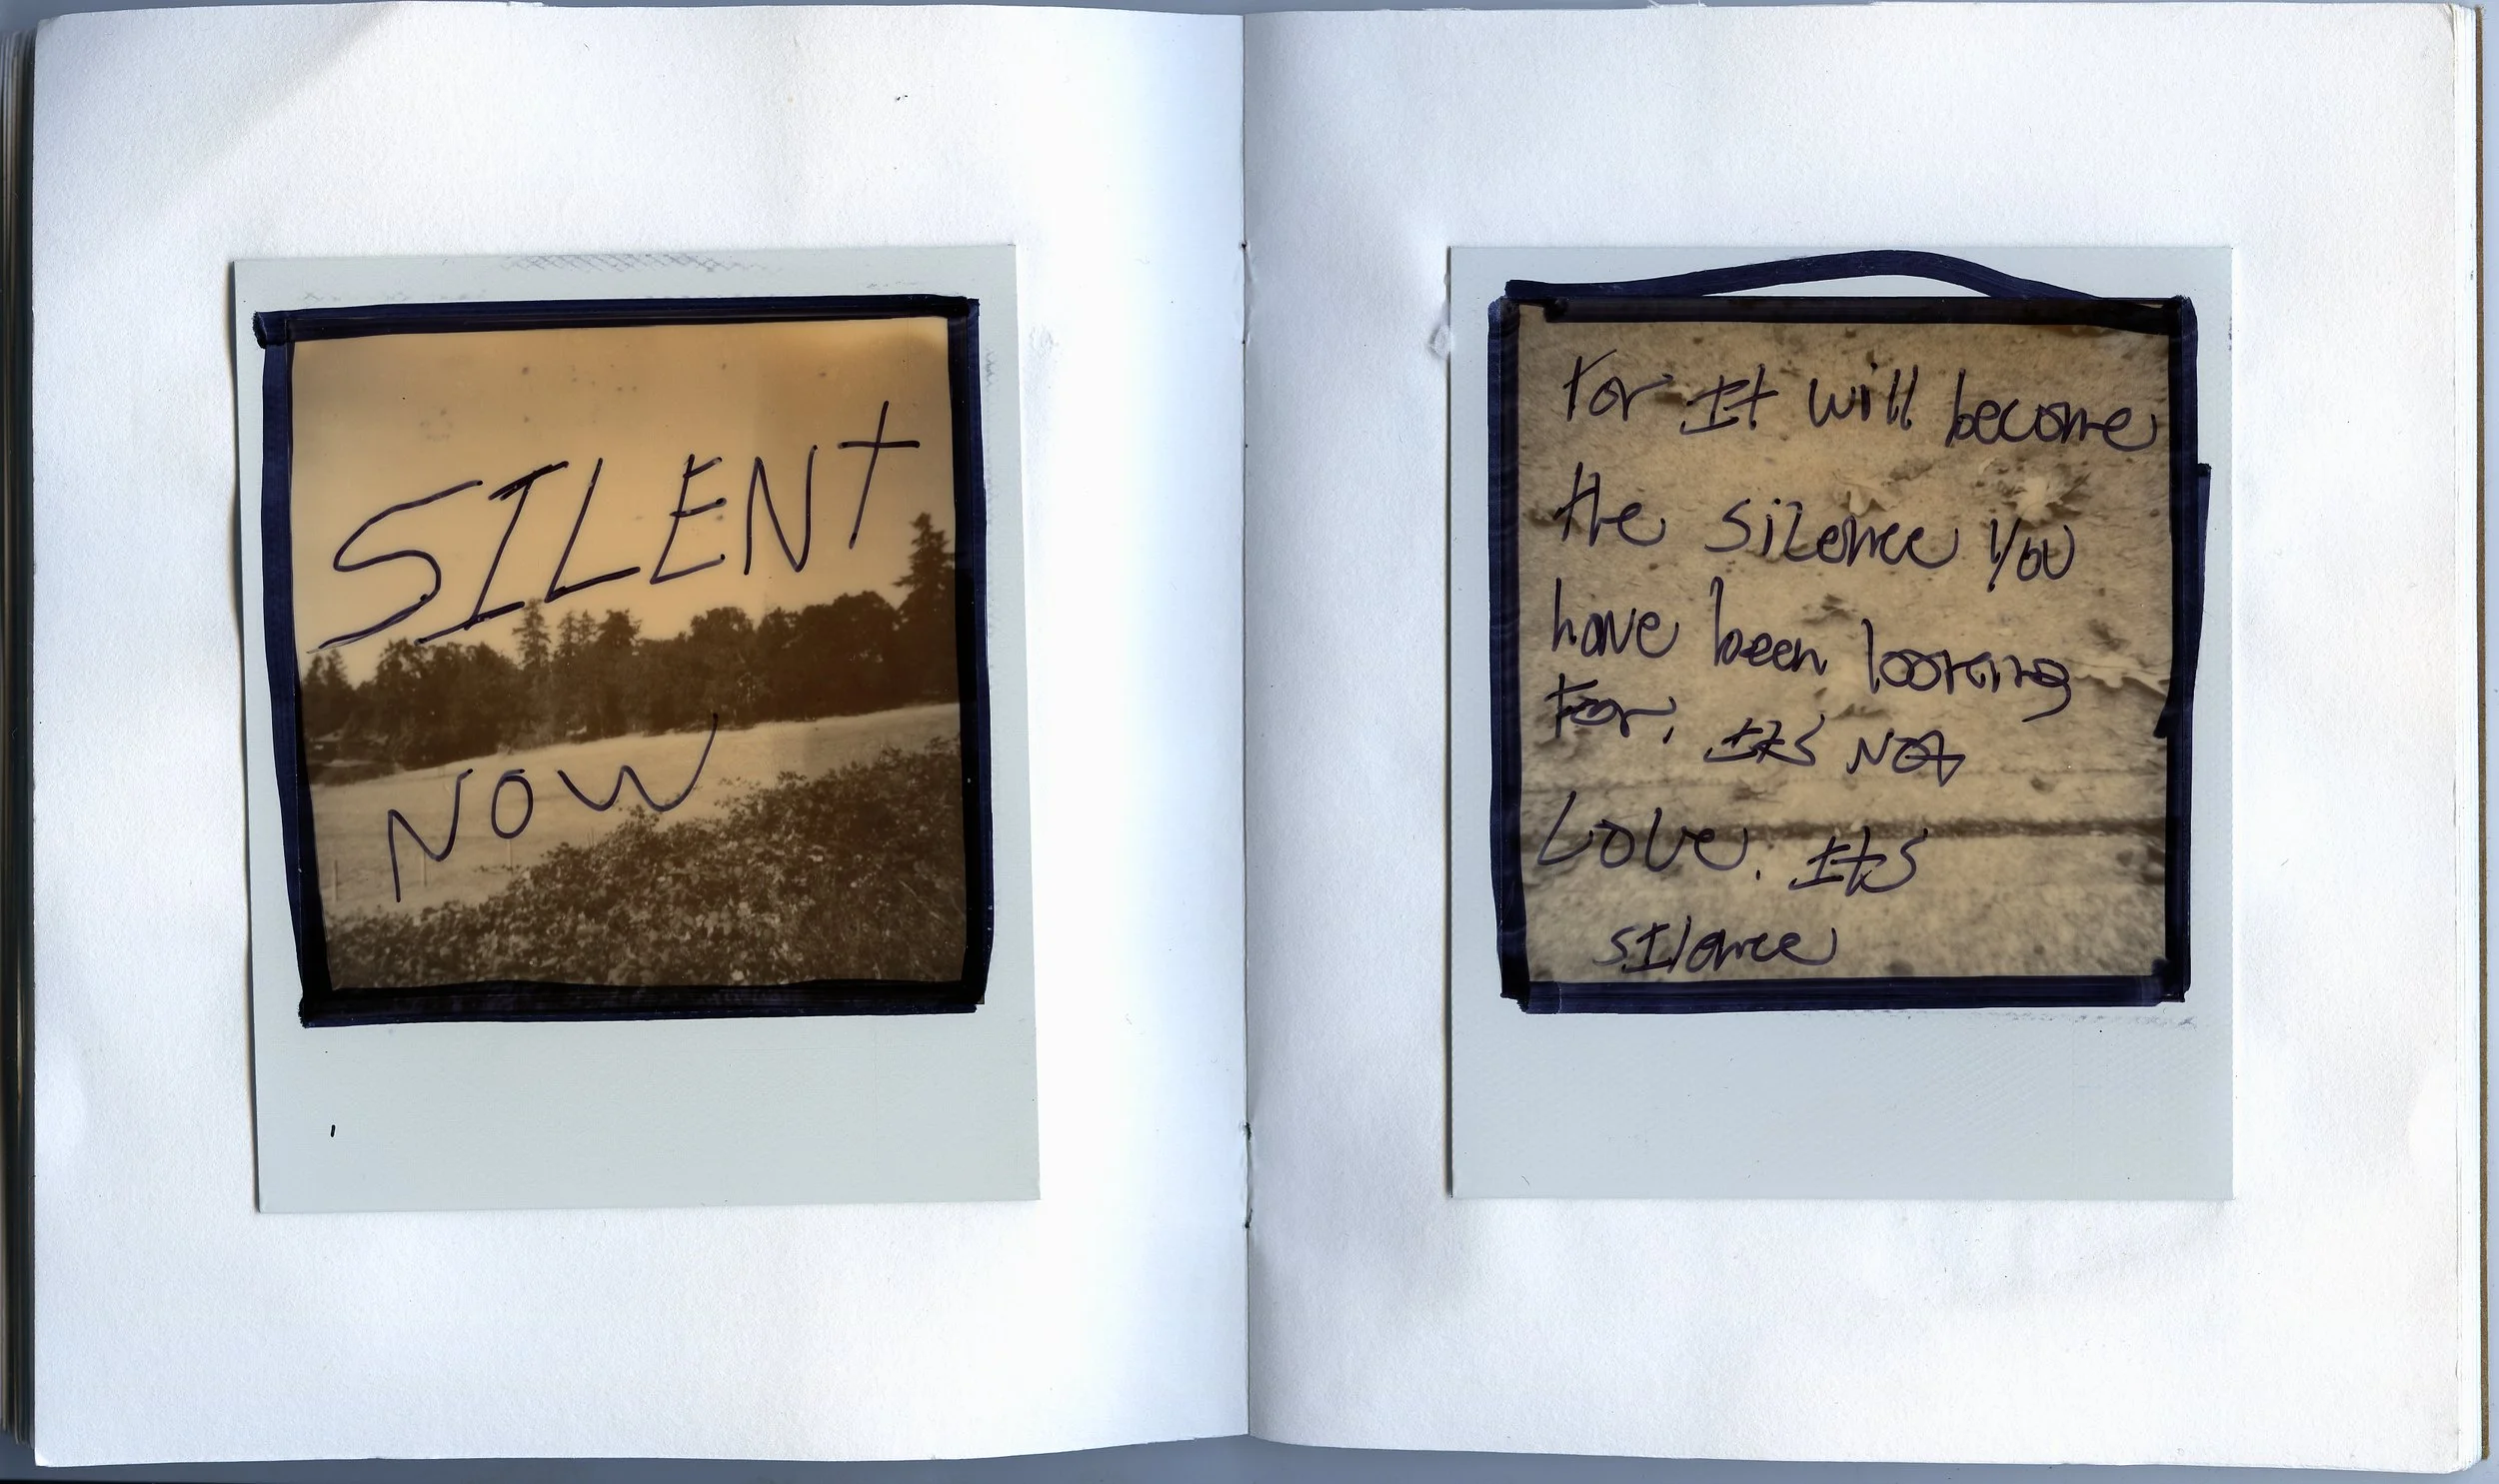 SILENt
NOW
For It will become
the silence you
have been looking
For, Its Not
Love. Its
sIlence